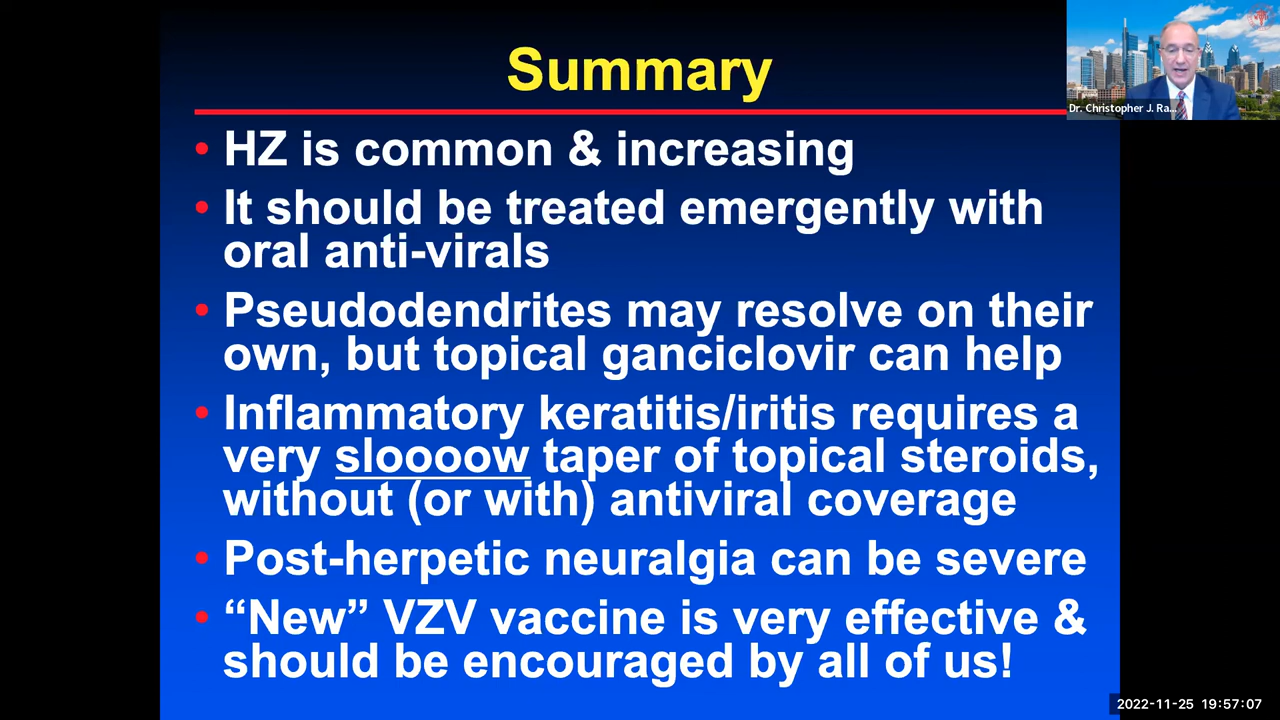 Summary
• HZ is common & increasing
• It should be treated emergently with
oral anti-virals
• Pseudodendrites may resolve on their
own, but topical ganciclovir can help
• Inflammatory keratitis/iritis requires a
very sloooow taper of topical steroids,
without (or with) antiviral coverage
• Post-herpetic neuralgia can be severe
• “New” VZV vaccine is very effective &
should be encouraged by all of us!
Dr. Christopher J. Ra...
2022-11-25 19:57:07